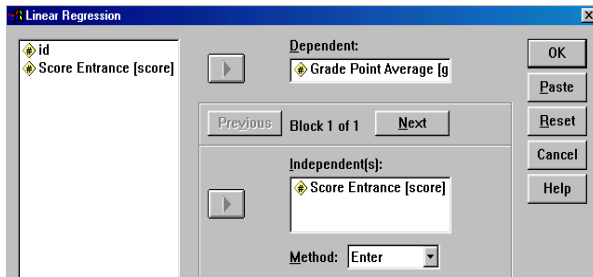 Linear Regression
id
Score Entrance [score]
Dependent:
Grade Point Average [g
Previous
Block 1 of 1
Next
Independent(s):
Score Entrance [score]
Method:
Enter
OK
Paste
Reset
Cancel
Help